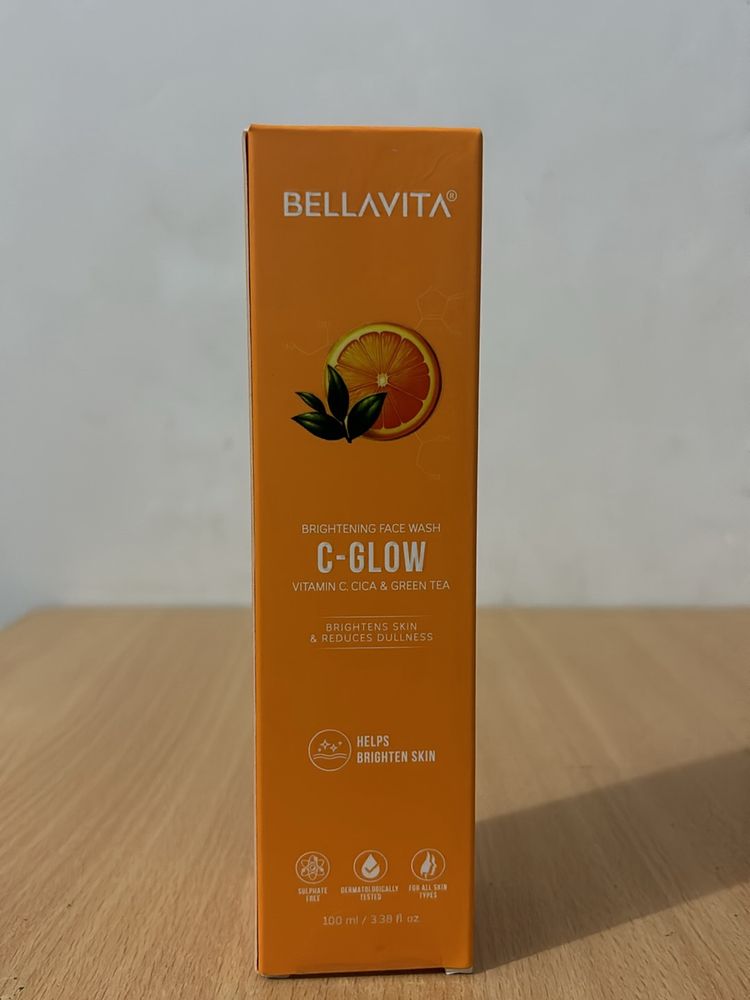 BELLAVITA®
BRIGHTENING FACE WASH
C-GLOW
VITAMIN C, CICA & GREEN TEA
BRIGHTENS SKIN
& REDUCES DULLNESS
HELPS
BRIGHTEN SKIN
SULPHATE
FREE
DERMATOLOGICALLY
TESTED
FOR ALL SKIN
TYPES
100 ml / 3.38 fl oz